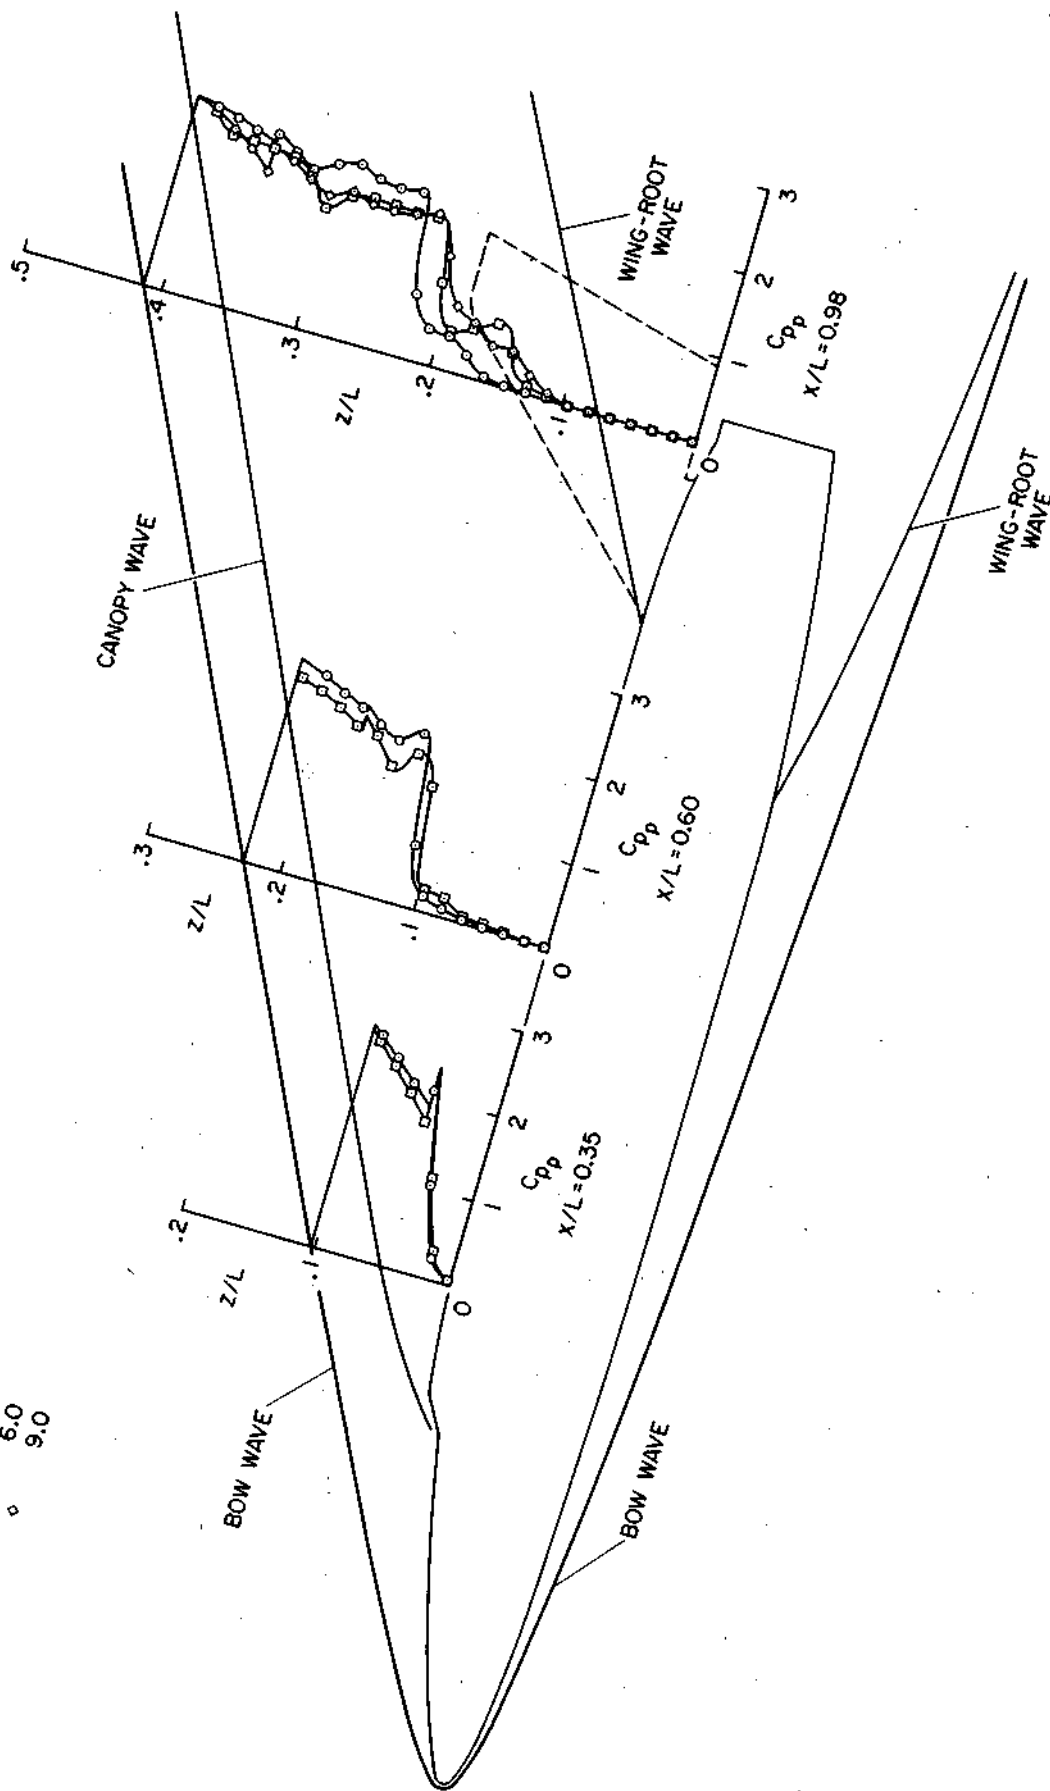 6.0
9.0
BOW WAVE
CANOPY WAVE
.2
Z/L
.1
0
1
2
3
Cpp
X/L=0.35
.3
Z/L
.2
.1
0
1
2
3
Cpp
X/L=0.60
.5
.4
.3
Z/L
.2
.1
0
1
2
3
Cpp
X/L=0.98
WING-ROOT
WAVE
BOW WAVE
WING-ROOT
WAVE